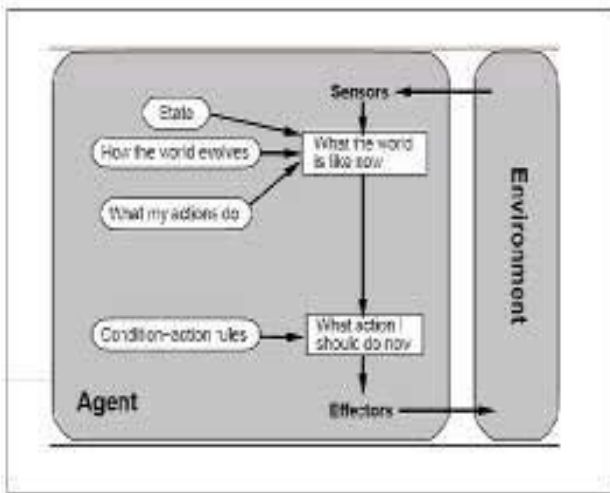 Sensors
State
How the world evolves
What the world
is like now
What my actions do
Environment
Condition-action rules
What action I
should do now
Agent
Effectors